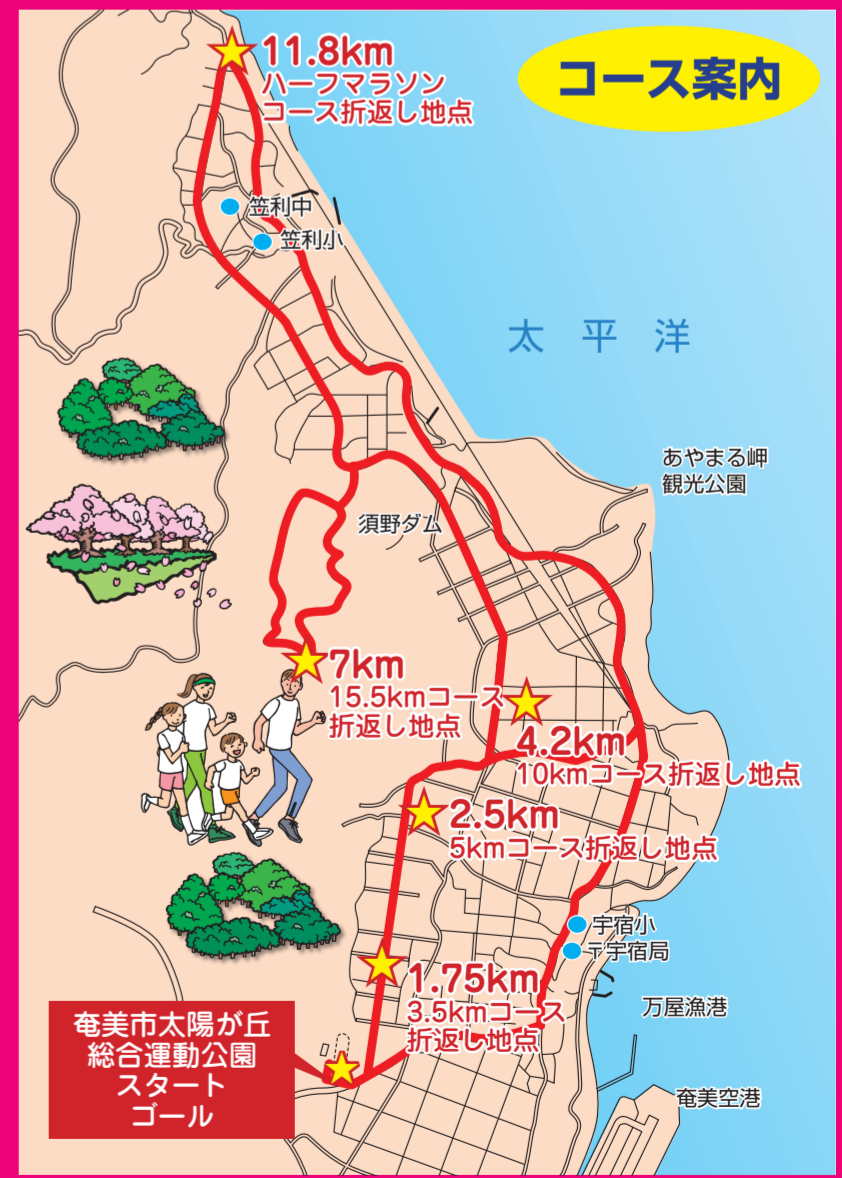 コース案内
11.8km
ハーフマラソン
コース折返し地点
笠利中
笠利小
太平洋
あやまる岬
観光公園
須野ダム
7km
15.5kmコース
折返し地点
4.2km
10kmコース折返し地点
2.5km
5kmコース折返し地点
宇宿小
〒宇宿局
1.75km
3.5kmコース
折返し地点
万屋漁港
奄美市太陽が丘
総合運動公園
スタート
ゴール
奄美空港